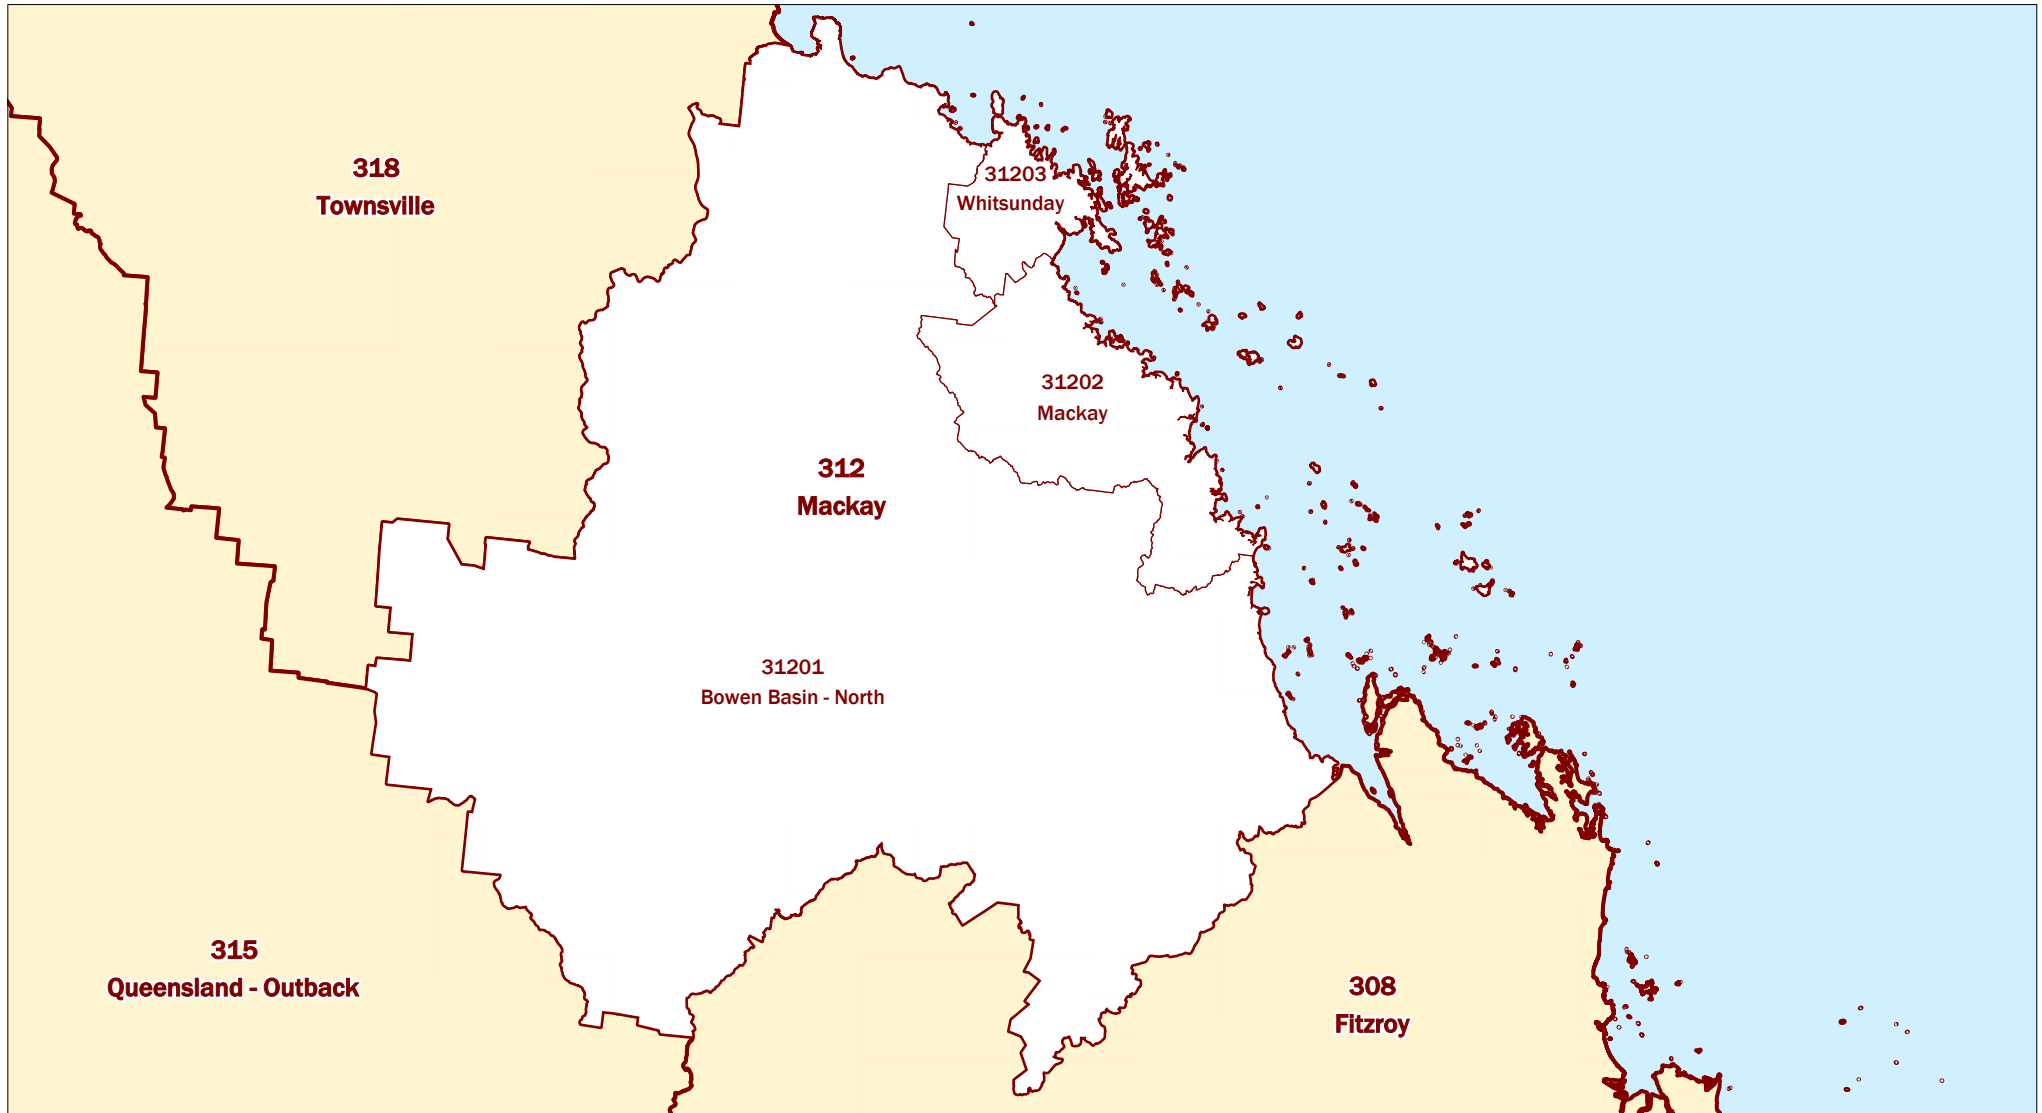 318
Townsville
31203
Whitsunday
31202
Mackay
312
Mackay
31201
Bowen Basin - North
315
Queensland - Outback
308
Fitzroy